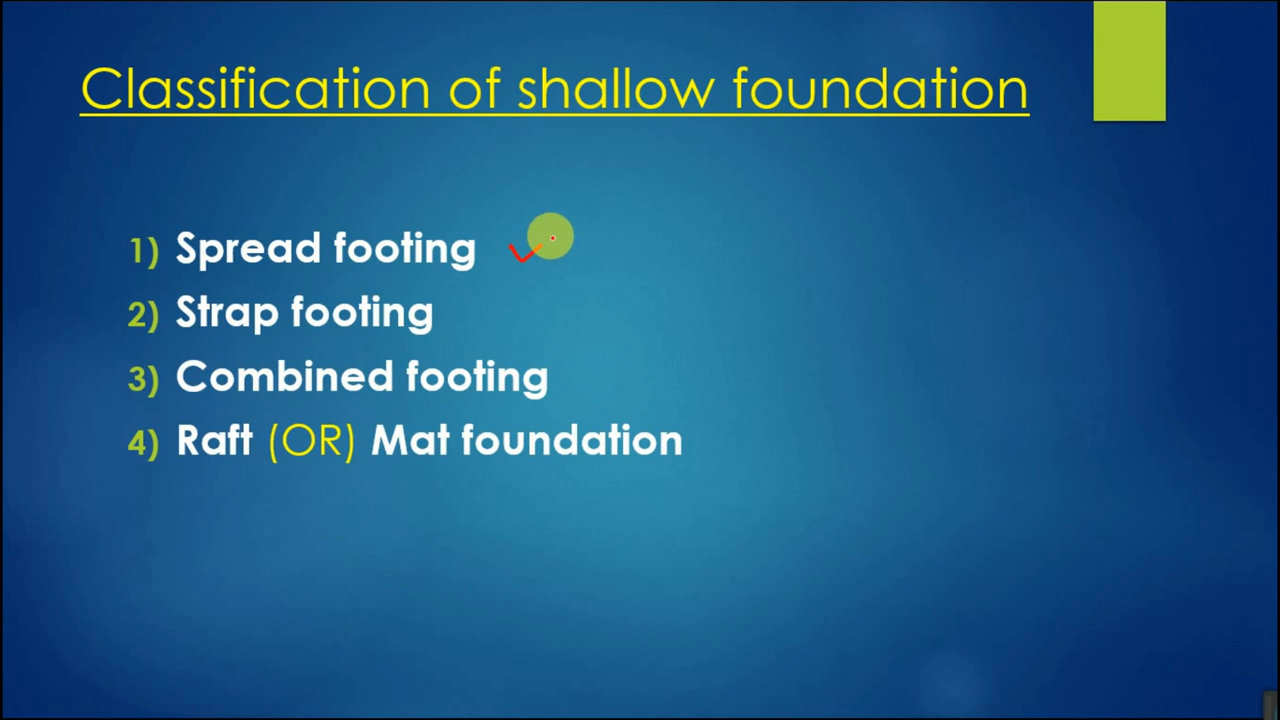 Classification of shallow foundation
1) Spread footing
2) Strap footing
3) Combined footing
4) Raft (OR) Mat foundation